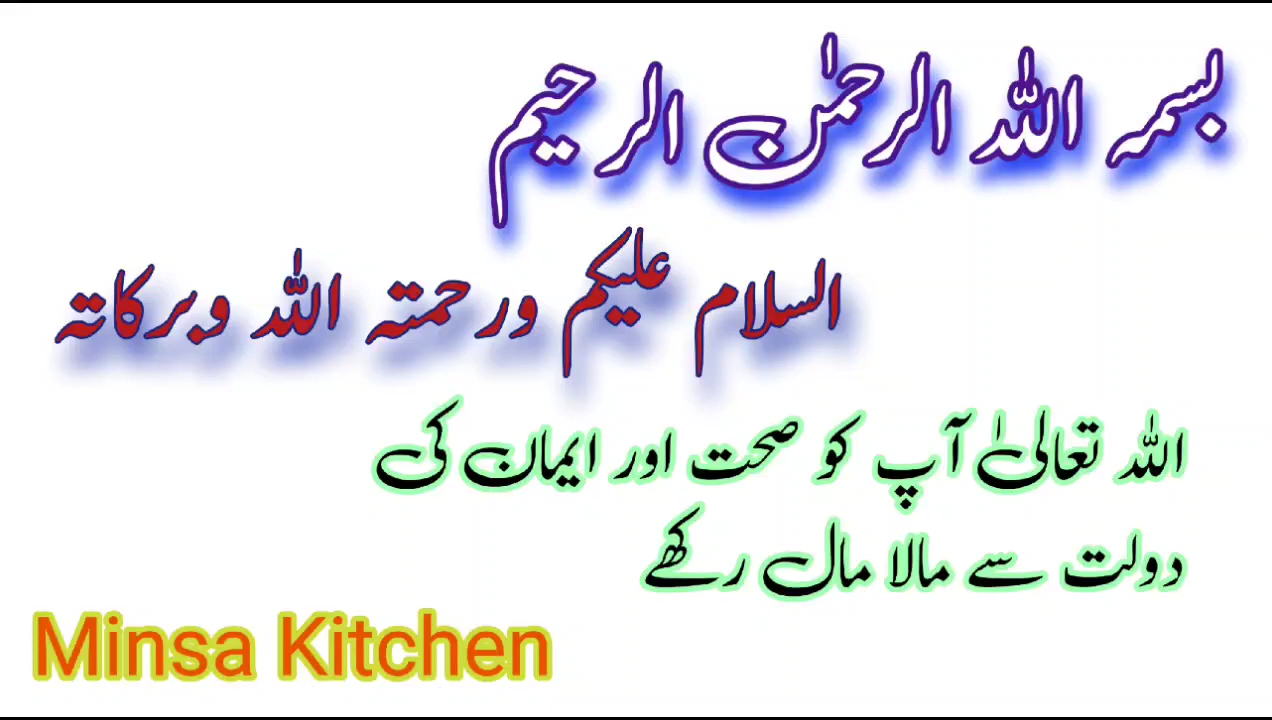 بسمہ اللہ الرحمٰن الرحیم
السلام علیکم ورحمتہ اللہ وبرکاتہ
اللہ تعالیٰ آپ کو صحت اور ایمان کی
دولت سے مالا مال رکھے
Minsa Kitchen